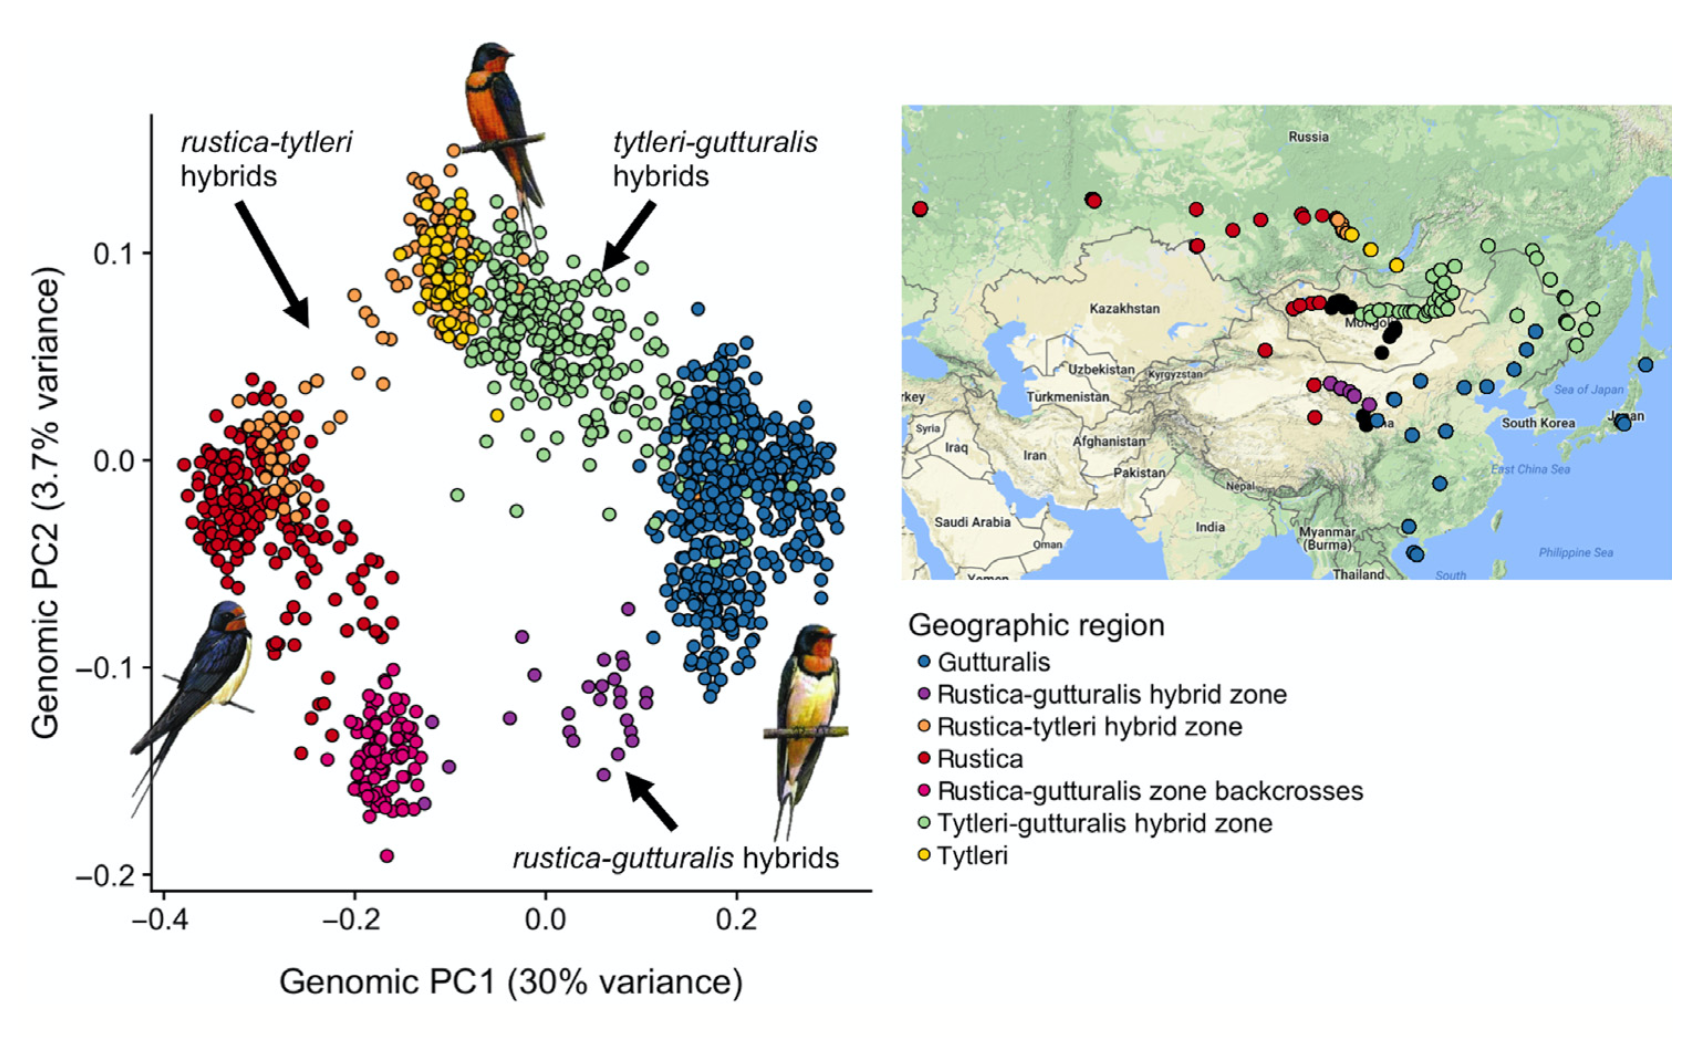 rustica-tytleri
hybrids
tytleri-gutturalis
hybrids
rustica-gutturalis hybrids
Genomic PC2 (3.7% variance)
0.1
0.0
−0.1
−0.2
−0.4
−0.2
0.0
0.2
Genomic PC1 (30% variance)
Russia
Kazakhstan
Mongol
Uzbekistan
Kyrgyzstan
Turkmenistan
rkey
Syria
Iraq
Iran
Afghanistan
Pakistan
Nepal
na
Sea of Japan
South Korea
Japan
East China Sea
Saudi Arabia
Oman
India
Myanmar
(Burma)
Yemen
Thailand
South
Philippine Sea
Geographic region
Gutturalis
Rustica-gutturalis hybrid zone
Rustica-tytleri hybrid zone
Rustica
Rustica-gutturalis zone backcrosses
Tytleri-gutturalis hybrid zone
Tytleri